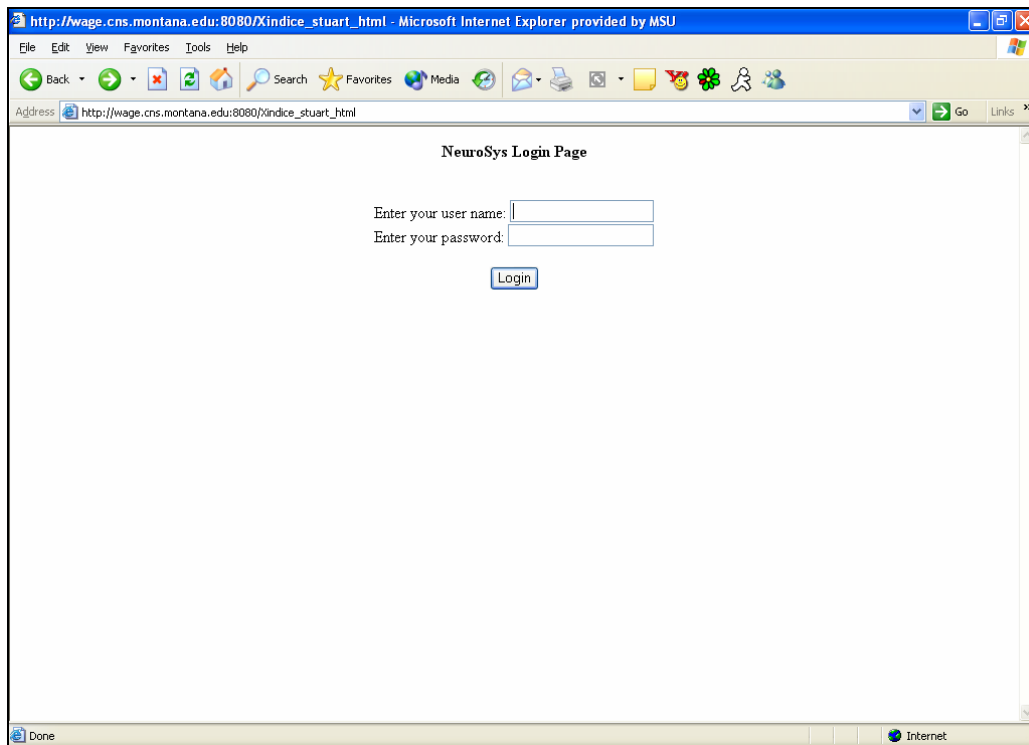 http://wage.cns.montana.edu:8080/Xindice_stuart_html - Microsoft Internet Explorer provided by MSU
File Edit View Favorites Tools Help
Back Search Favorites Media
Address http://wage.cns.montana.edu:8080/Xindice_stuart_html Go Links »
NeuroSys Login Page
Enter your user name:
Enter your password:
Login
Done Internet